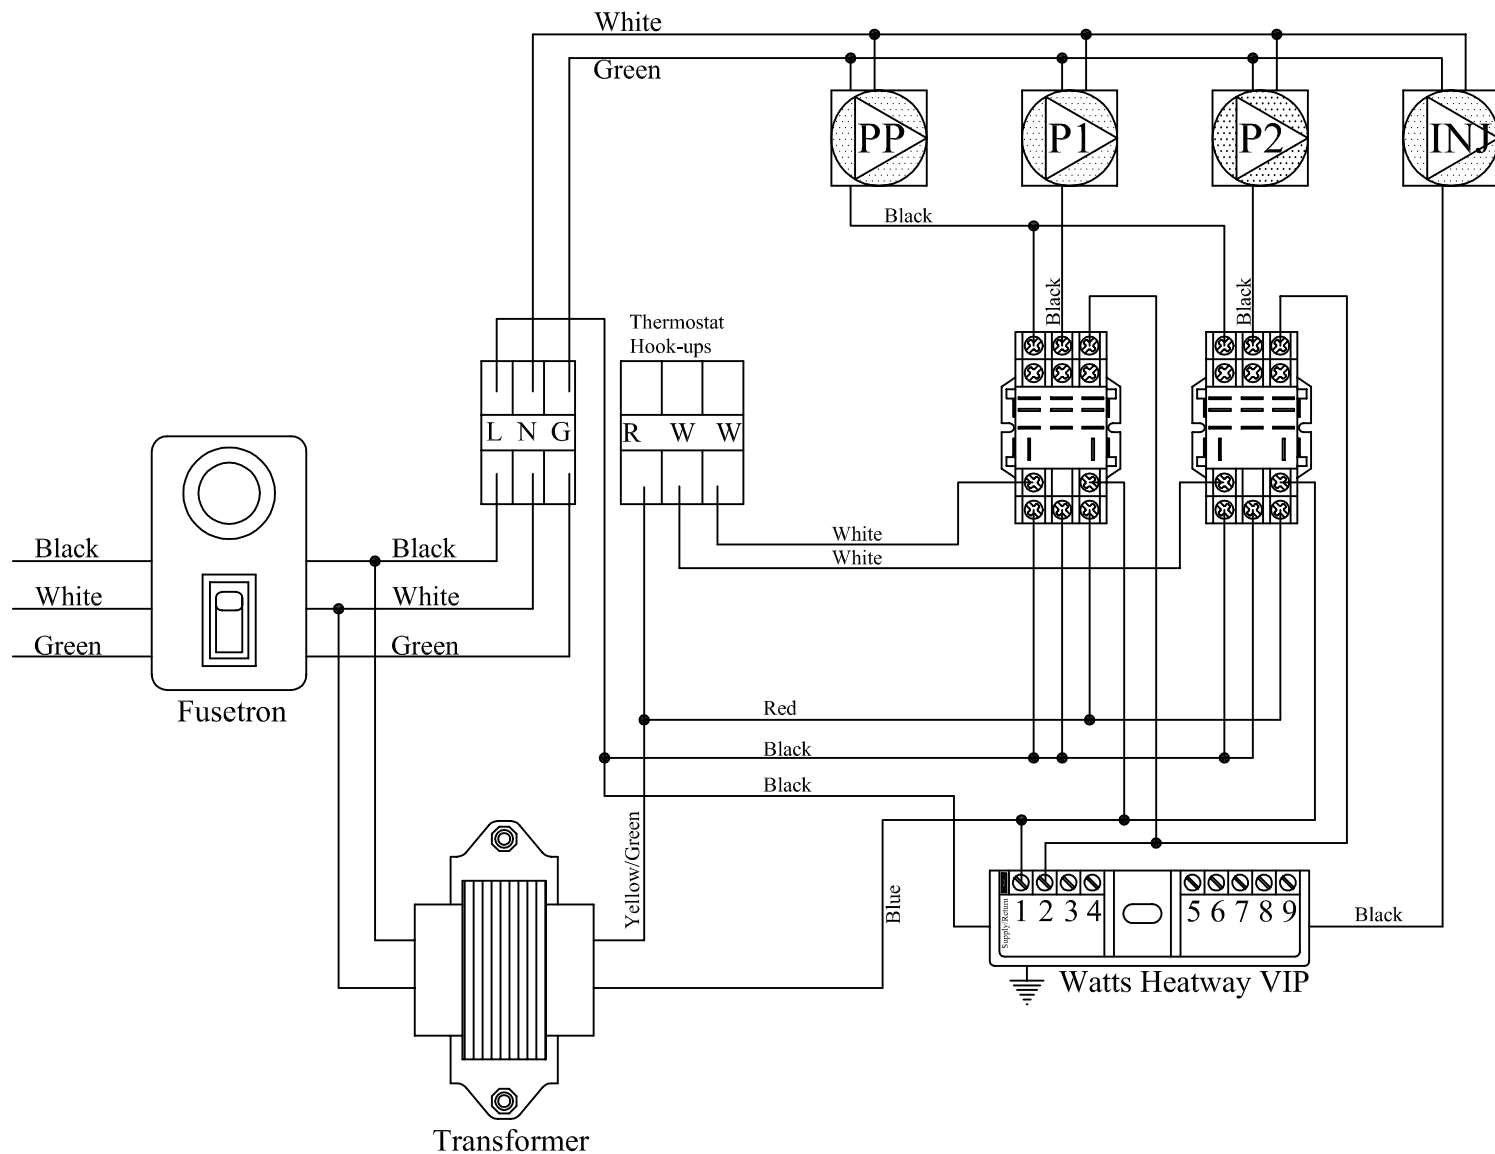 White
Green
PP
P1
P2
INJ
Black
Black
Black
Thermostat
Hook-ups
L N G
R W W
Black
Black
White
White
White
White
Green
Green
Fusetron
Red
Black
Black
Yellow/Green
Blue
Supply/Return
1 2 3 4
5 6 7 8 9
Black
Watts Heatway VIP
Transformer